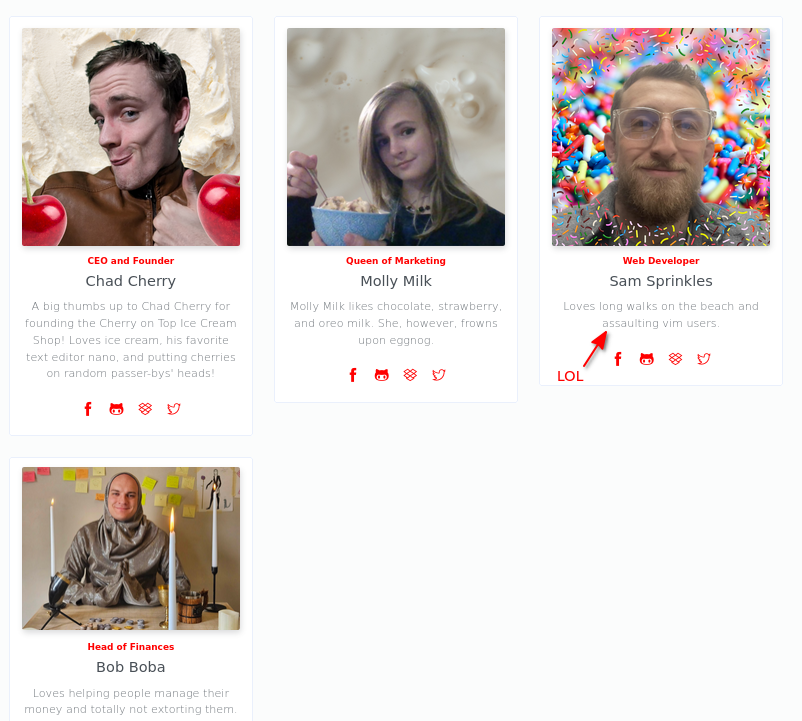 CEO and Founder
Chad Cherry
A big thumbs up to Chad Cherry for
founding the Cherry on Top Ice Cream
Shop! Loves ice cream, his favorite
text editor nano, and putting cherries
on random passer-bys' heads!
Queen of Marketing
Molly Milk
Molly Milk likes chocolate, strawberry,
and oreo milk. She, however, frowns
upon eggnog.
Web Developer
Sam Sprinkles
Loves long walks on the beach and
assaulting vim users.
LOL
Head of Finances
Bob Boba
Loves helping people manage their
money and totally not extorting them.